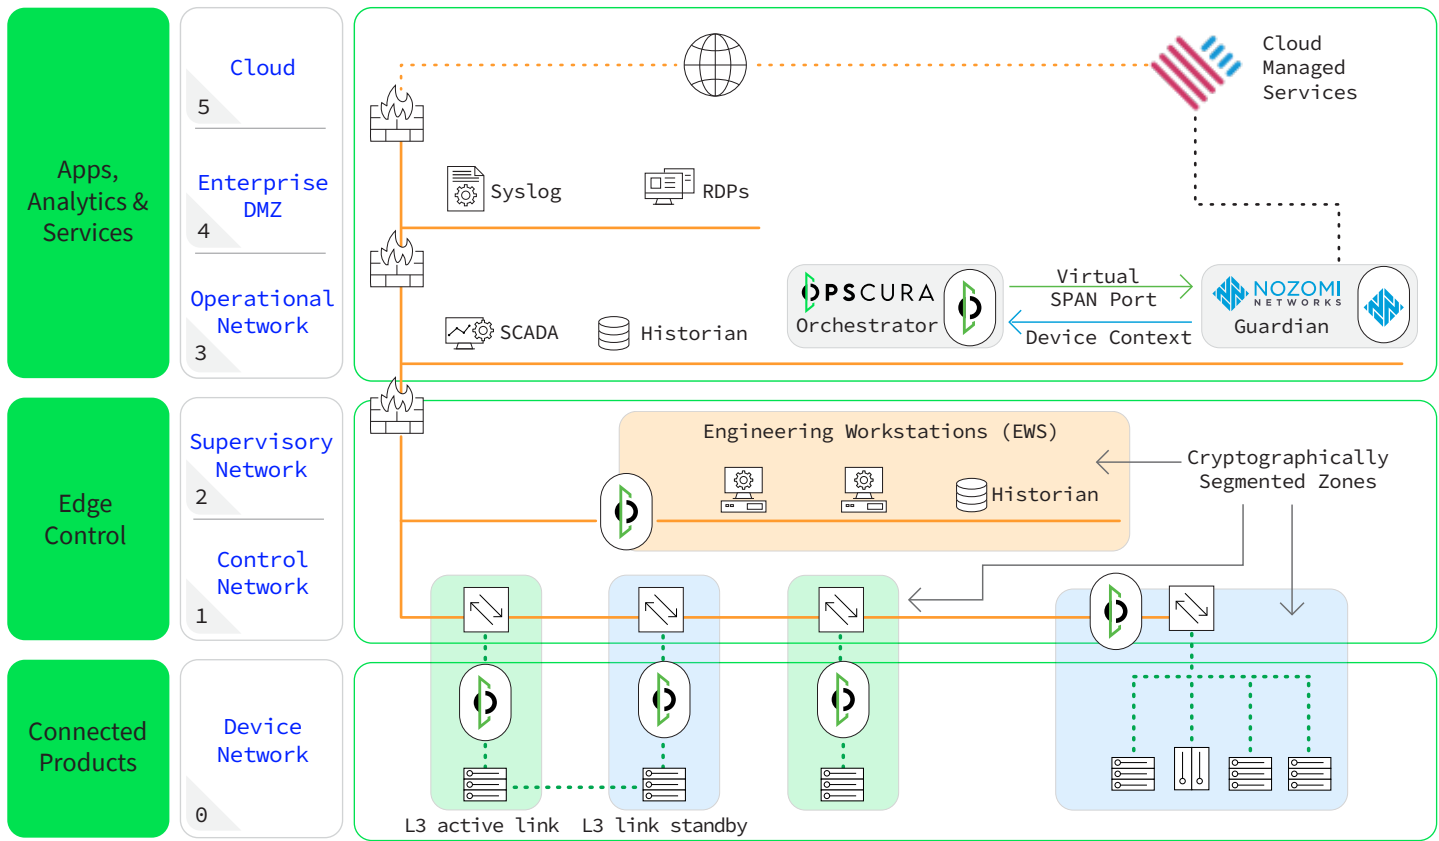 Apps,
Analytics &
Services
Cloud
5
Enterprise
DMZ
4
Operational
Network
3
Cloud
Managed
Services
Syslog
RDPs
OPSCURA
Orchestrator
Virtual
SPAN Port
Device Context
NOZOMI
NETWORKS
Guardian
SCADA
Historian
Edge
Control
Supervisory
Network
2
Control
Network
1
Engineering Workstations (EWS)
Historian
Cryptographically
Segmented Zones
Connected
Products
Device
Network
0
L3 active link
L3 link standby